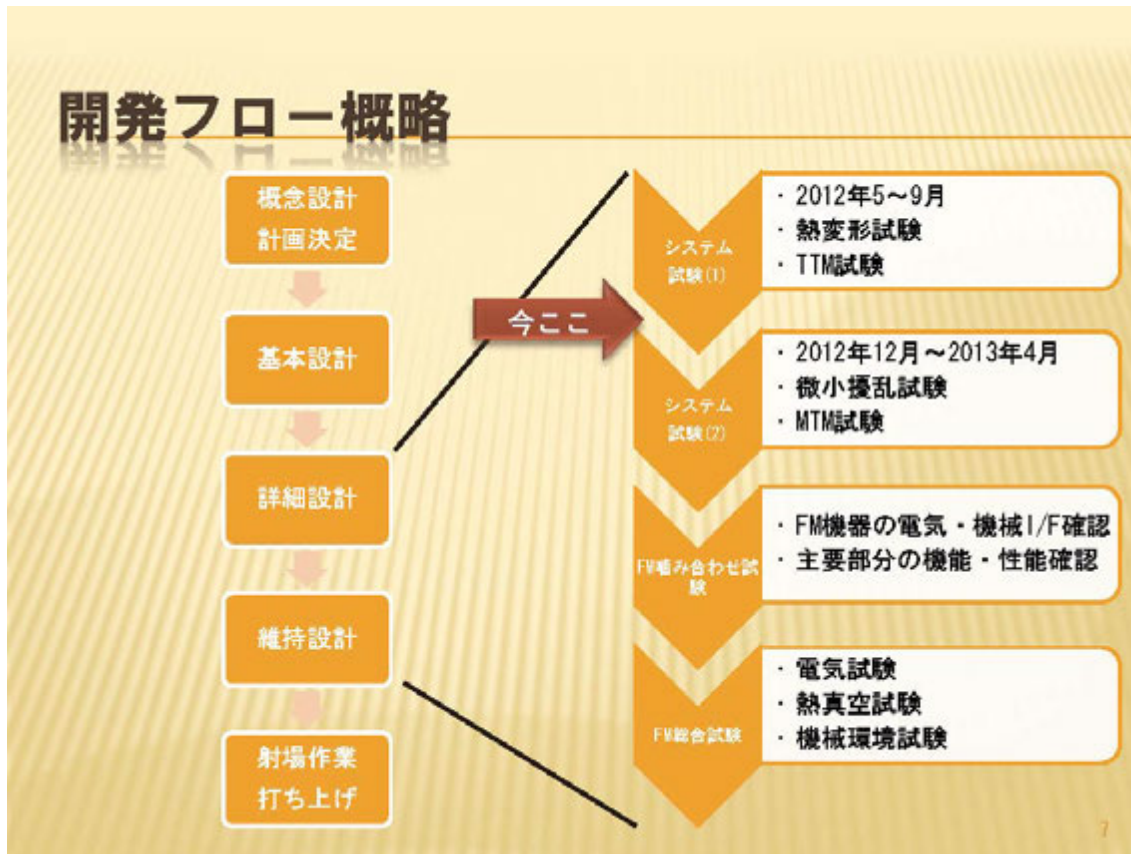 開発フロー概略
概念設計
計画決定
基本設計
詳細設計
維持設計
射場作業
打ち上げ
今ここ
システム
試験(1)
・2012年5～9月
・熱変形試験
・TTM試験
システム
試験(2)
・2012年12月～2013年4月
・微小擾乱試験
・MTM試験
FM噛み合わせ試
験
・FM機器の電気・機械I/F確認
・主要部分の機能・性能確認
FM総合試験
・電気試験
・熱真空試験
・機械環境試験
7